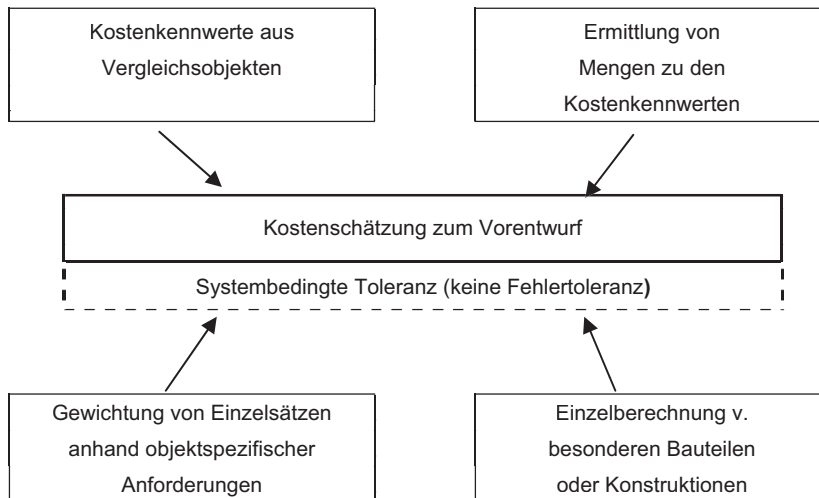 Kostenkennwerte aus
Vergleichsobjekten
Ermittlung von
Mengen zu den
Kostenkennwerten
Kostenschätzung zum Vorentwurf
Systembedingte Toleranz (keine Fehlertoleranz)
Gewichtung von Einzelsätzen
anhand objektspezifischer
Anforderungen
Einzelberechnung v.
besonderen Bauteilen
oder Konstruktionen